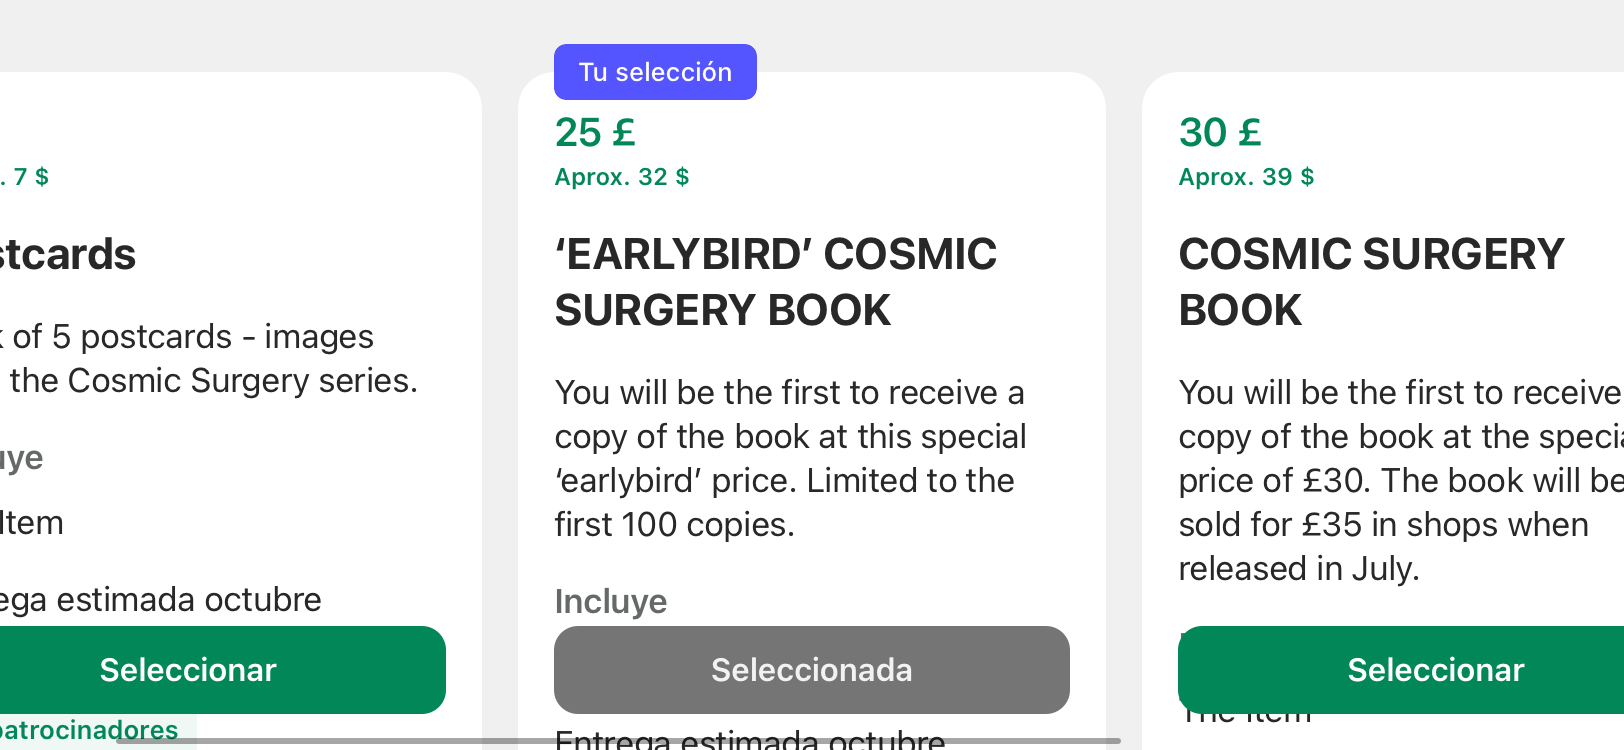 . 7 $
stcards
of 5 postcards - images
the Cosmic Surgery series.
uye
Item
ega estimada octubre
Seleccionar
patrocinadores
Tu selección
25 £
Aprox. 32 $
‘EARLYBIRD’ COSMIC
SURGERY BOOK
You will be the first to receive a
copy of the book at this special
‘earlybird’ price. Limited to the
first 100 copies.
Incluye
Seleccionada
Entrega estimada octubre
30 £
Aprox. 39 $
COSMIC SURGERY
BOOK
You will be the first to receive
copy of the book at the specia
price of £30. The book will be
sold for £35 in shops when
released in July.
Seleccionar
The Item